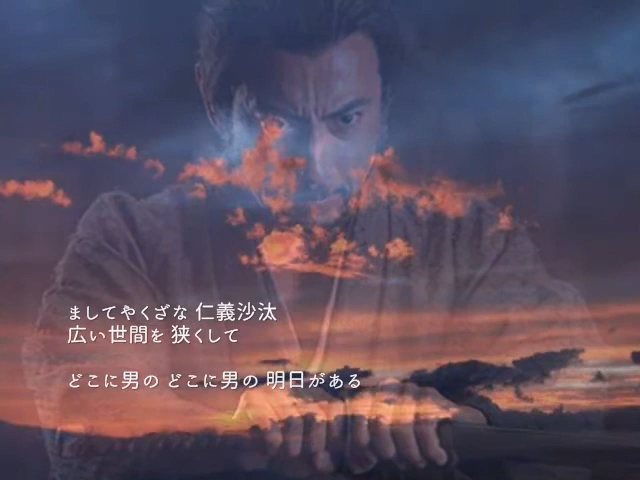 ましてやくざな 仁義沙汰
広い世間を 狭くして
どこに男の どこに男の 明日がある